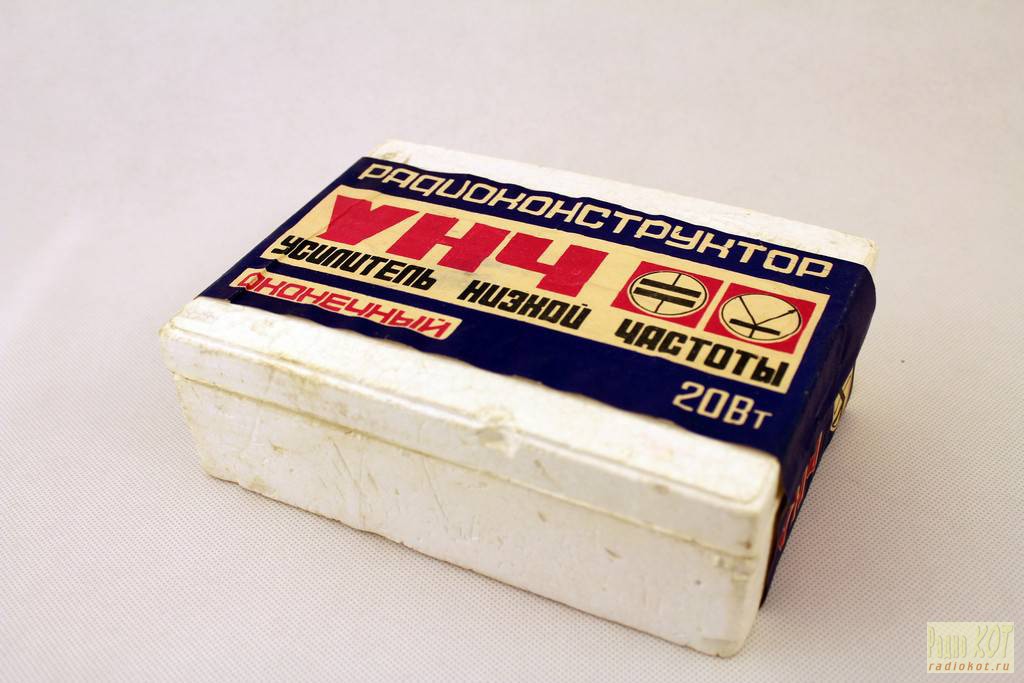 РАДИОКОНСТРУКТОР
УНЧ
УСИЛИТЕЛЬ НИЗКОЙ ЧАСТОТЫ
ОКОНЕЧНЫЙ
20Вт
Радио КОТ
radiokot.ru